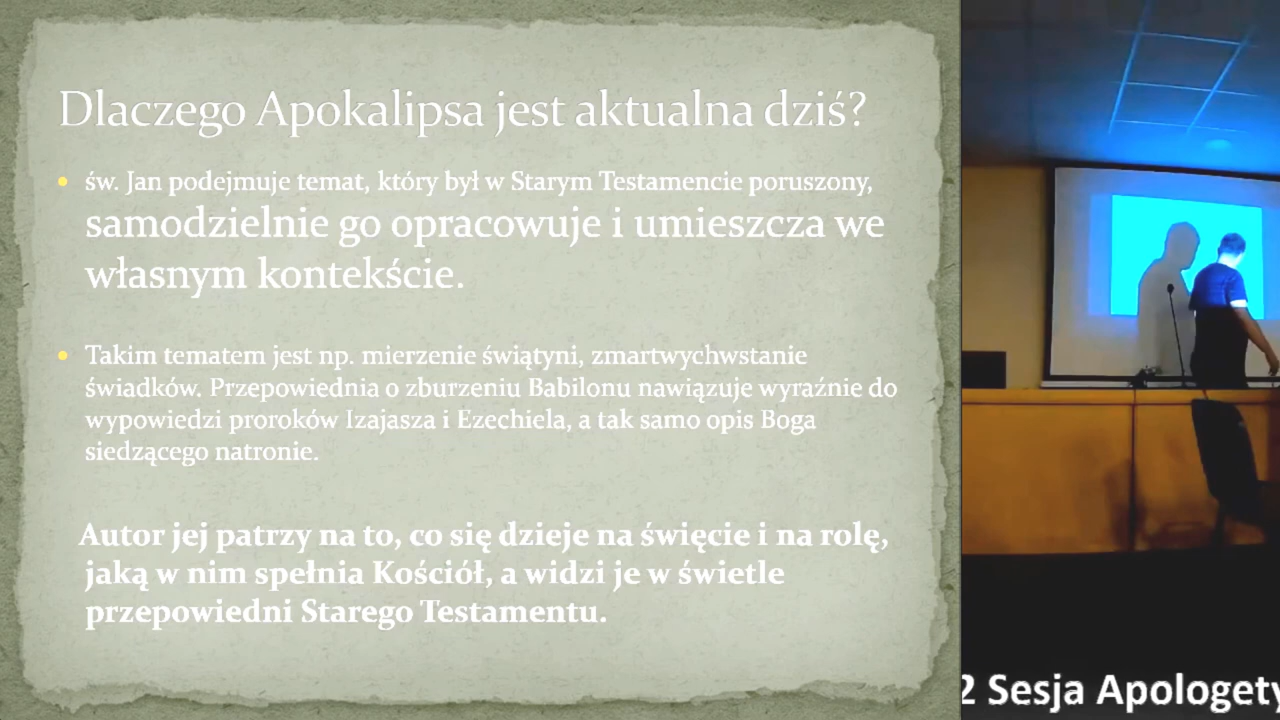 Dlaczego Apokalipsa jest aktualna dziś?
• św. Jan podejmuje temat, który był w Starym Testamencie poruszony,
samodzielnie go opracowuje i umieszcza we
własnym kontekście.
• Takim tematem jest np. mierzenie świątyni, zmartwychwstanie
świadków. Przepowiednia o zburzeniu Babilonu nawiązuje wyraźnie do
wypowiedzi proroków Izajasza i Ezechiela, a tak samo opis Boga
siedzącego natronie.
Autor jej patrzy na to, co się dzieje na święcie i na rolę,
jaką w nim spełnia Kościół, a widzi je w świetle
przepowiedni Starego Testamentu.
2 Sesja Apologety